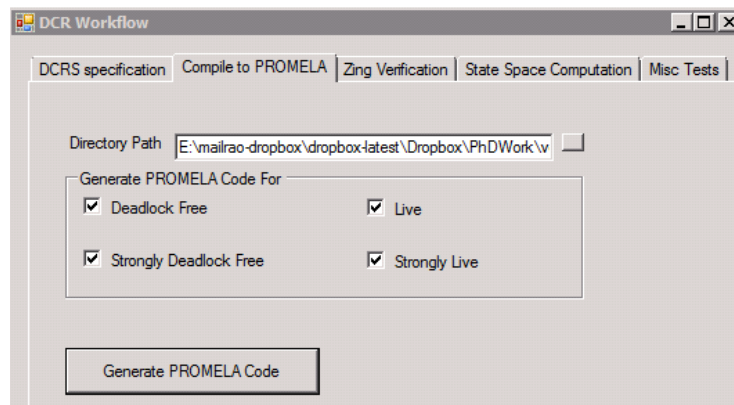 DCR Workflow
DCRS specification Compile to PROMELA Zing Verification State Space Computation Misc Tests
Directory Path E:\mailrao-dropbox\dropbox-latest\Dropbox\PhDWork\v
Generate PROMELA Code For
Deadlock Free Live
Strongly Deadlock Free Strongly Live
Generate PROMELA Code